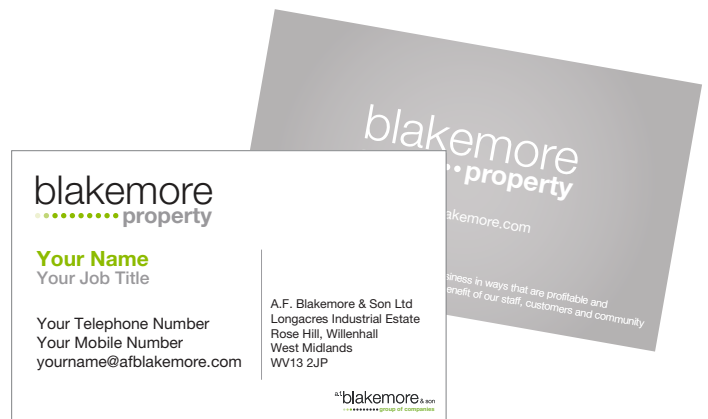 blakemore
property
Your Name
Your Job Title
Your Telephone Number
Your Mobile Number
yourname@afblakemore.com
A.F. Blakemore & Son Ltd
Longacres Industrial Estate
Rose Hill, Willenhall
West Midlands
WV13 2JP
a.f. blakemore & son
group of companies
blakemore
property
akemore.com
siness in ways that are profitable and
enefit of our staff, customers and community